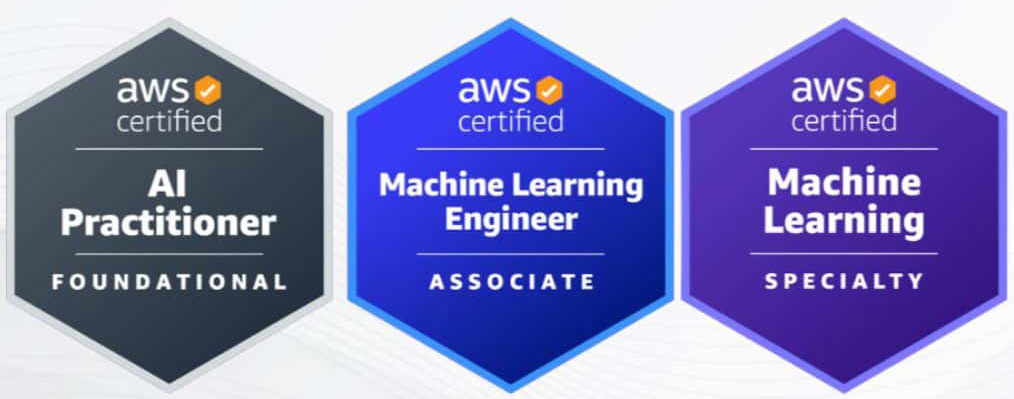 aws
certified
AI
Practitioner
FOUNDATIONAL
aws
certified
Machine Learning
Engineer
ASSOCIATE
aws
certified
Machine
Learning
SPECIALTY